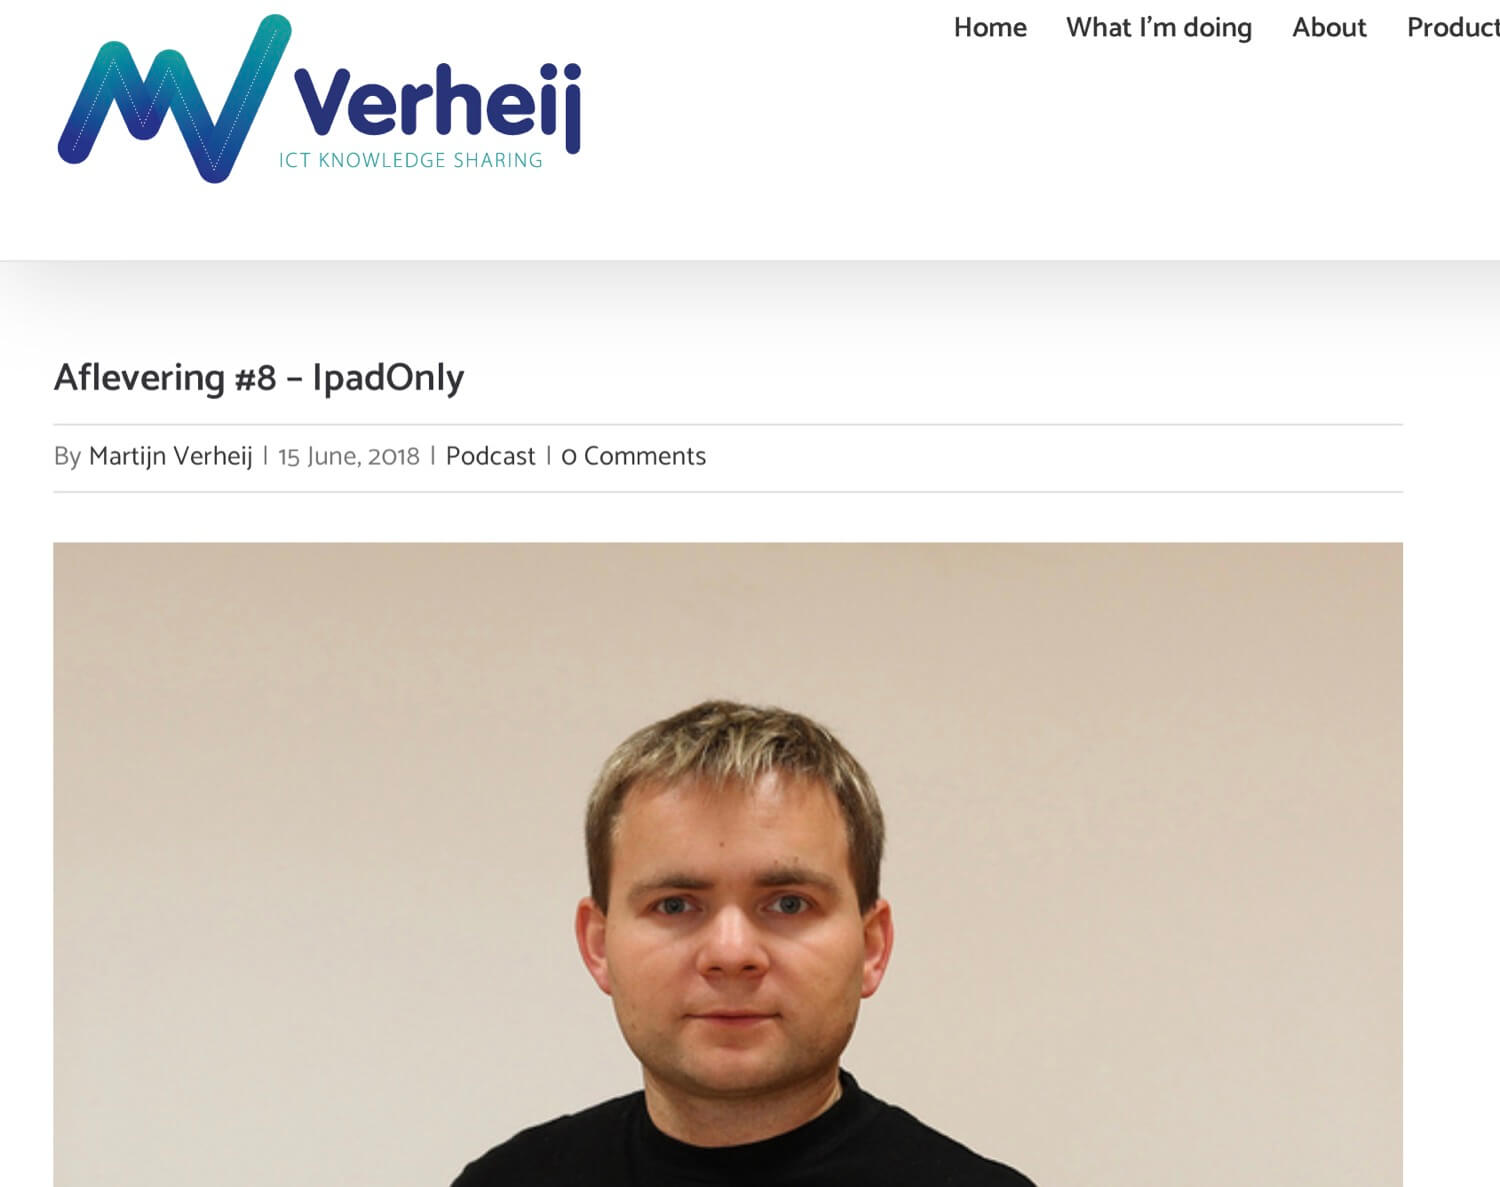 Verheij
ICT KNOWLEDGE SHARING
Home What I'm doing About Product
Aflevering #8 – IpadOnly
By Martijn Verheij | 15 June, 2018 | Podcast | 0 Comments